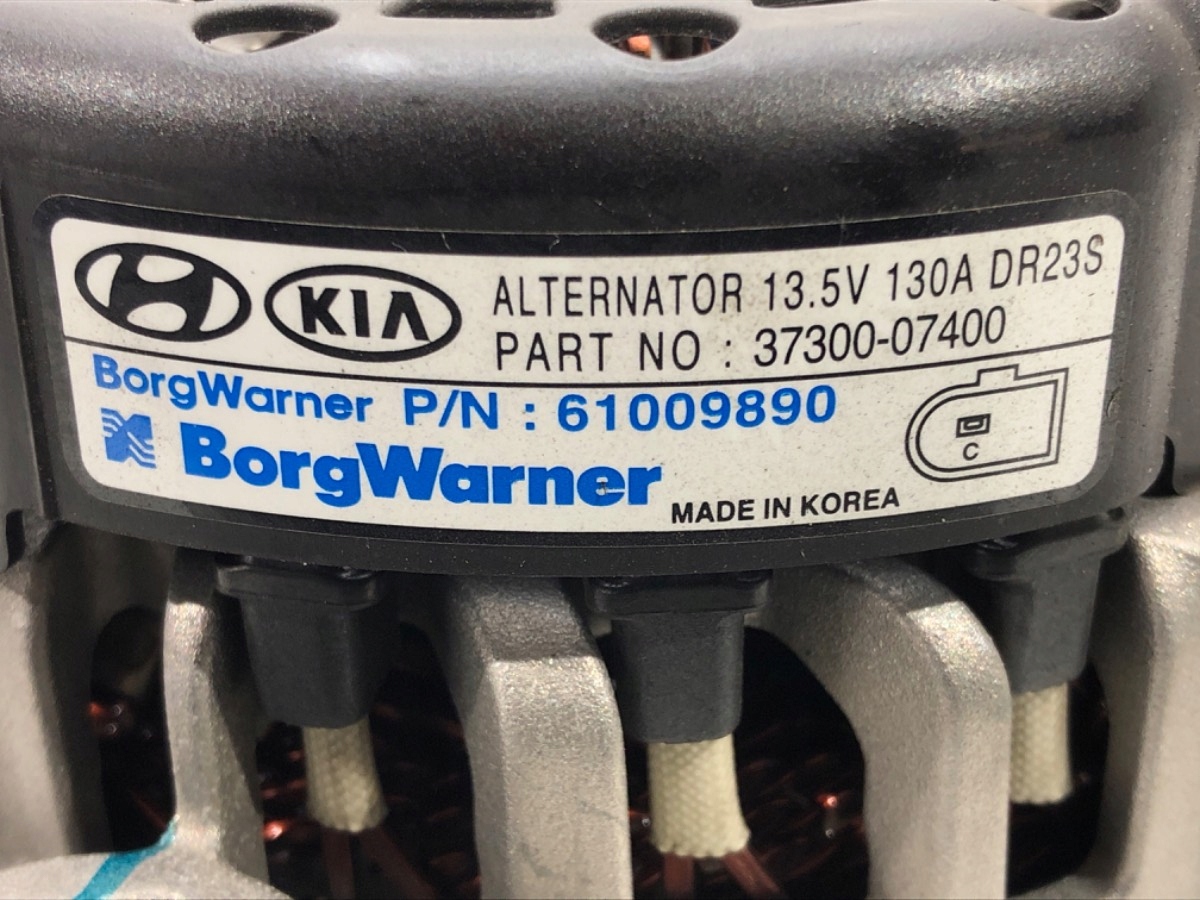 KIA
ALTERNATOR 13.5V 130A DR23S
PART NO : 37300-07400
BorgWarner P/N : 61009890
BorgWarner
MADE IN KOREA
C